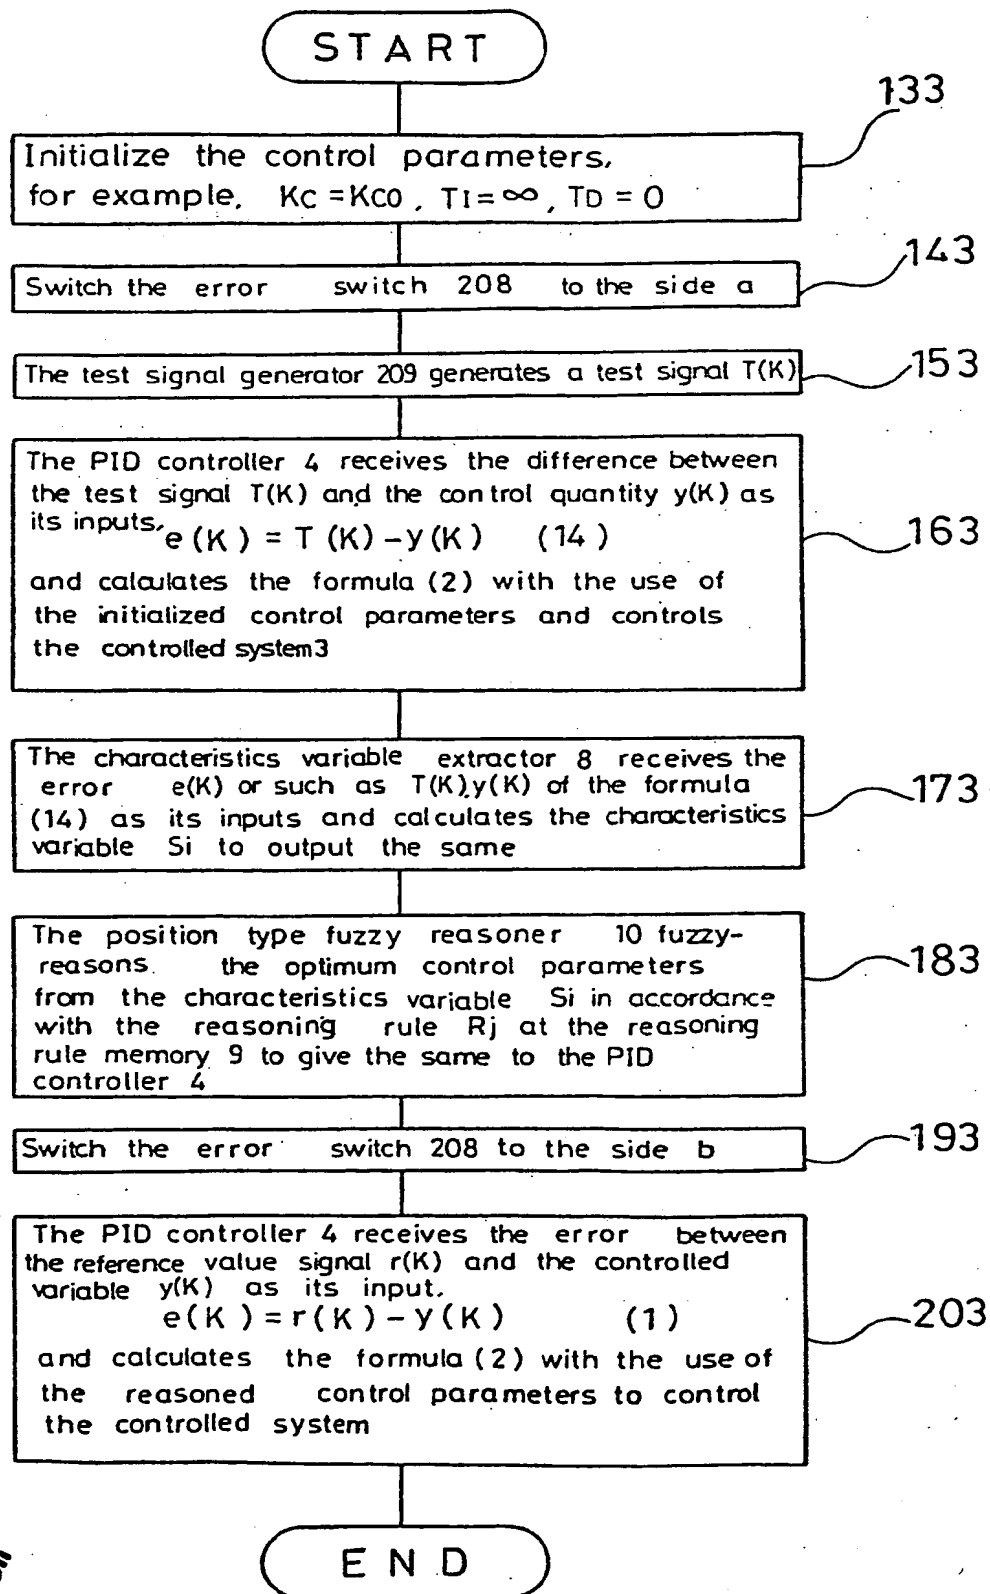 START
133
Initialize the control parameters,
for example, Kc = Kco, TI = ∞, TD = 0
143
Switch the error switch 208 to the side a
153
The test signal generator 209 generates a test signal T(K)
The PID controller 4 receives the difference between
the test signal T(K) and the control quantity y(K) as
its inputs,
e(K) = T(K) - y(K) (14)
163
and calculates the formula (2) with the use of
the initialized control parameters and controls
the controlled system3
The characteristics variable extractor 8 receives the
error e(K) or such as T(K),y(K) of the formula
173
(14) as its inputs and calculates the characteristics
variable Si to output the same
The position type fuzzy reasoner 10 fuzzy-
reasons. the optimum control parameters
183
from the characteristics variable Si in accordance
with the reasoning rule Rj at the reasoning
rule memory 9 to give the same to the PID
controller 4
193
Switch the error switch 208 to the side b
The PID controller 4 receives the error between
the reference value signal r(K) and the controlled
variable y(K) as its input.
e(K) = r(K) - y(K) (1)
203
and calculates the formula (2) with the use of
the reasoned control parameters to control
the controlled system
END